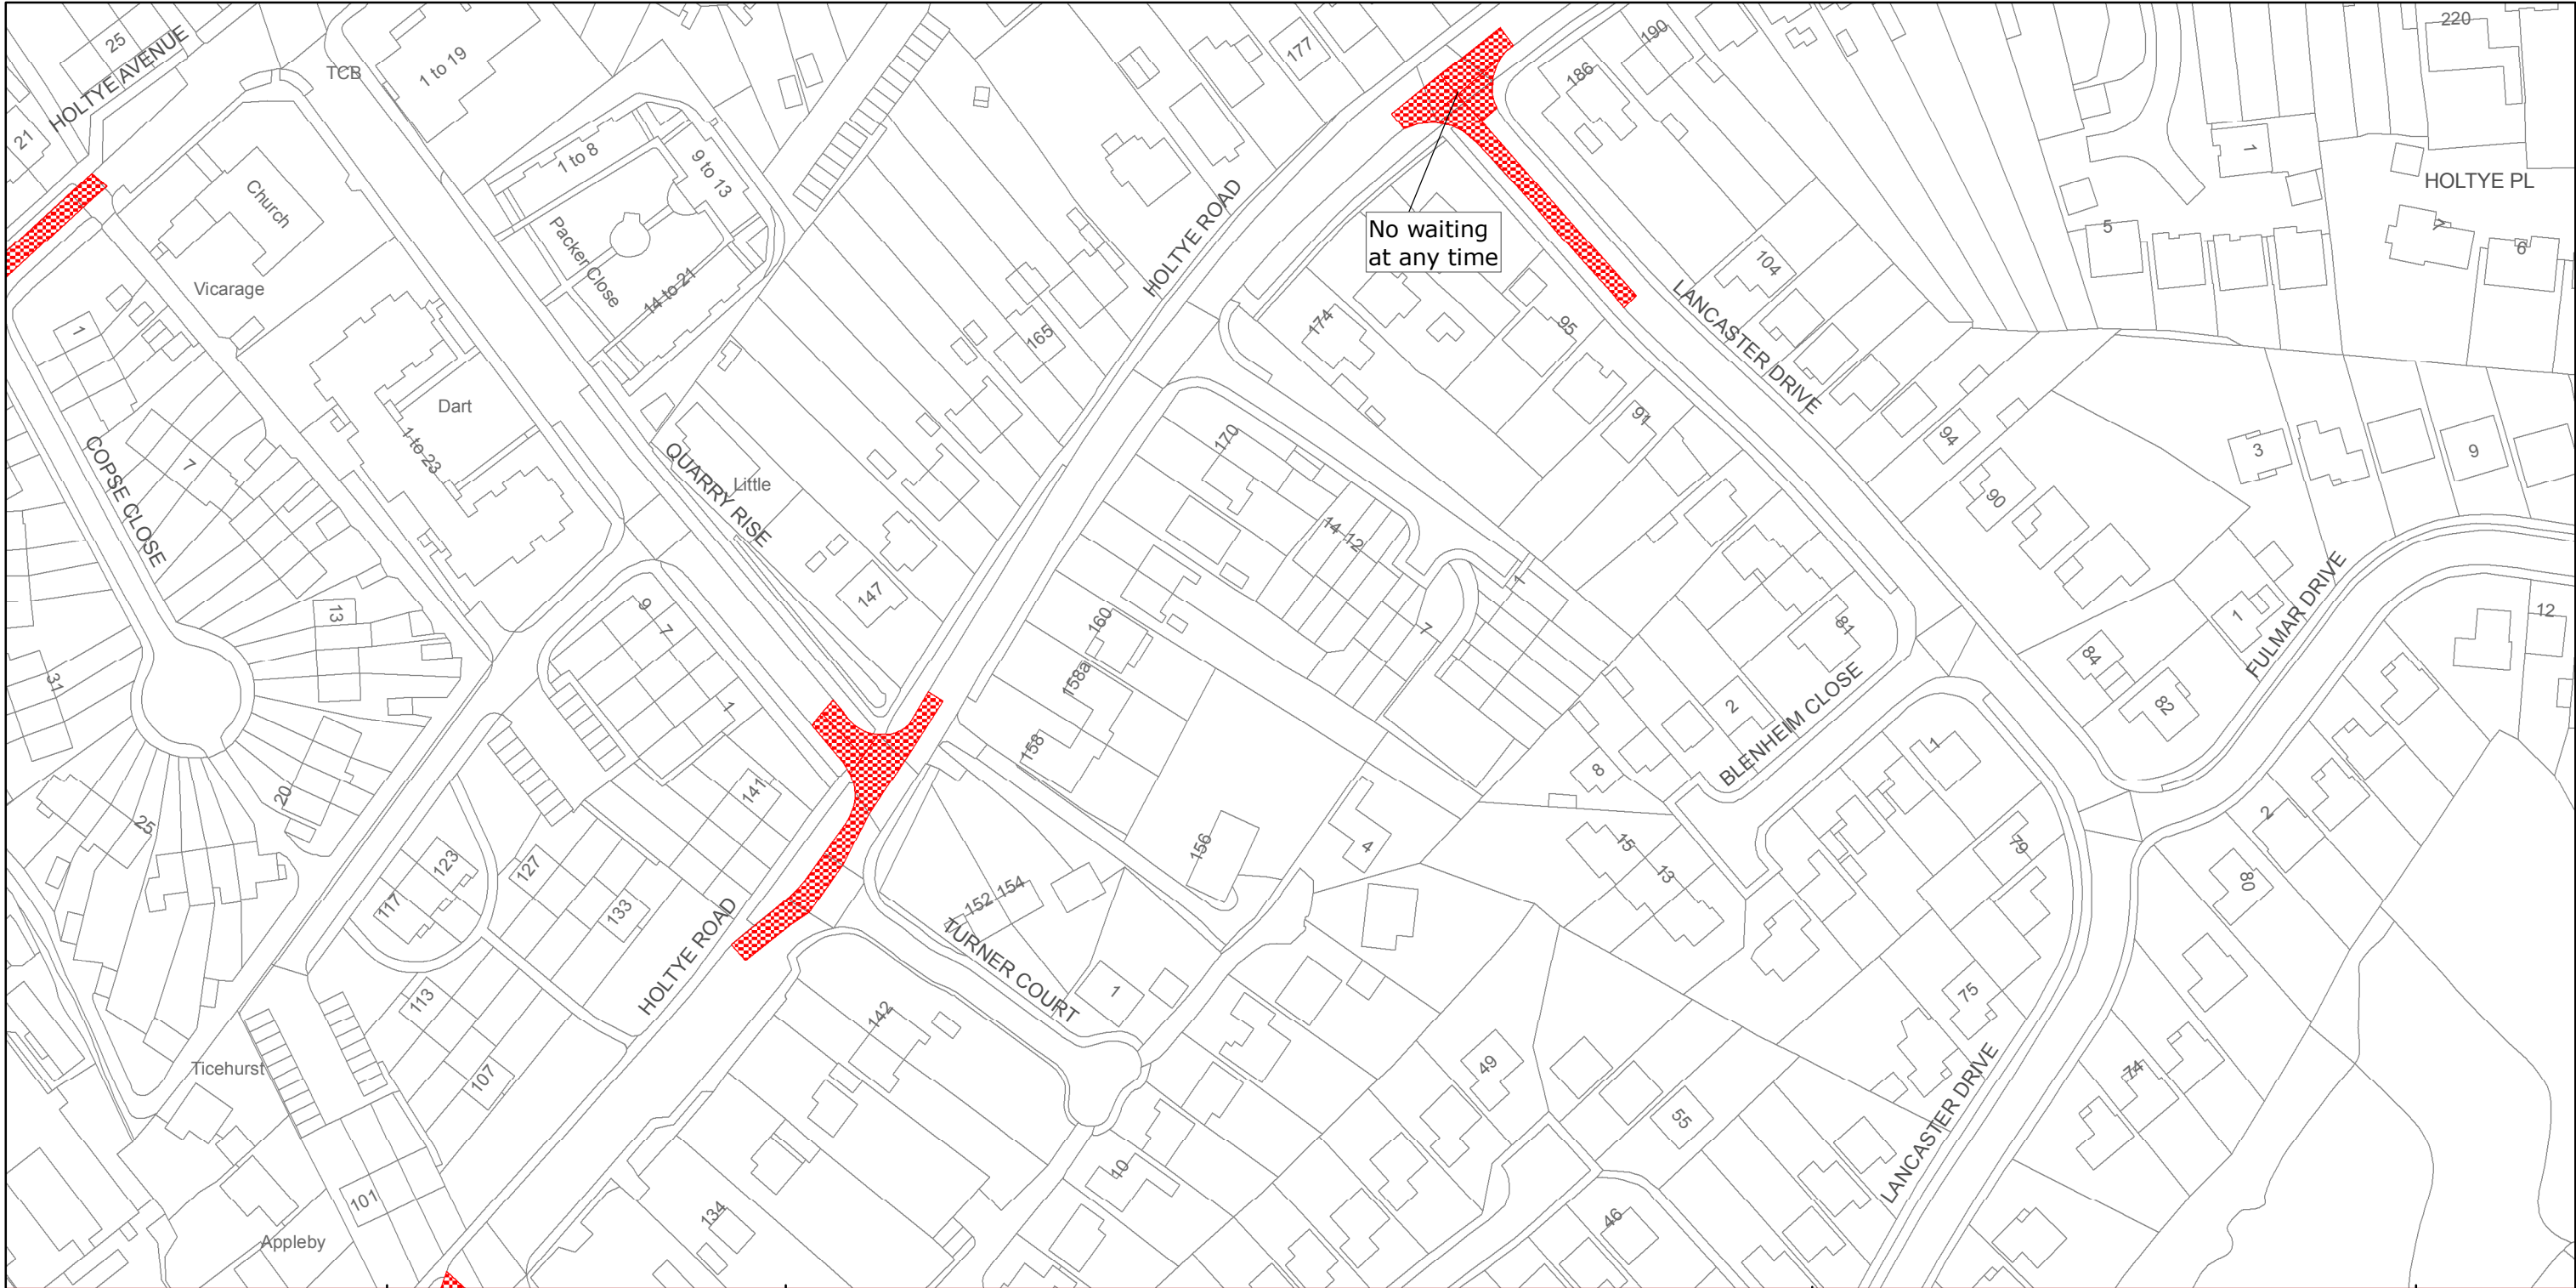 25
HOLTYE AVENUE
21
TCB
1 to 19
177
190
186
220
1
HOLTYE PL
5
7
6
Church
Vicarage
1 to 8
9 to 13
Packer Close
14 to 21
HOLTYE ROAD
No waiting
at any time
104
LANCASTER DRIVE
174
95
165
1
Dart
1 to 23
COPSE CLOSE
7
QUARRY RISE
Little
170
91
94
3
9
90
14
12
147
13
9
7
1
160
7
1
81
FULMAR DRIVE
1
12
31
158a
158
2
BLENHEIM CLOSE
84
82
8
1
141
20
25
156
4
15
13
79
2
80
123
127
117
133
152
154
HOLTYE ROAD
TURNER COURT
1
113
142
75
Ticehurst
107
49
55
74
LANCASTER DRIVE
101
10
134
46
Appleby